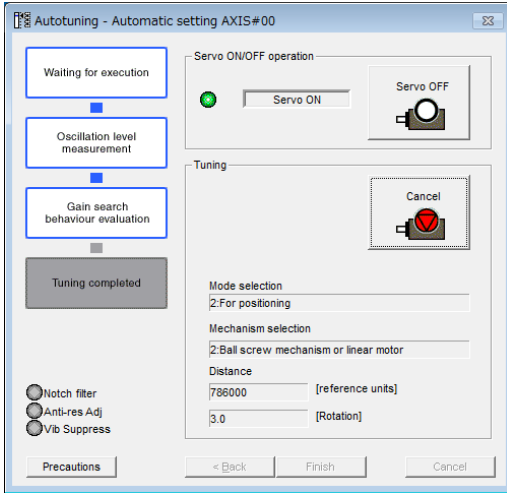 Autotuning - Automatic setting AXIS#00
Waiting for execution
Oscillation level
measurement
Gain search
behaviour evaluation
Tuning completed
Notch filter
Anti-res Adj
Vib Suppress
Servo ON/OFF operation
Servo ON
Servo OFF
Tuning
Cancel
Mode selection
2:For positioning
Mechanism selection
2:Ball screw mechanism or linear motor
Distance
786000 [reference units]
3.0 [Rotation]
Precautions
< Back
Finish
Cancel